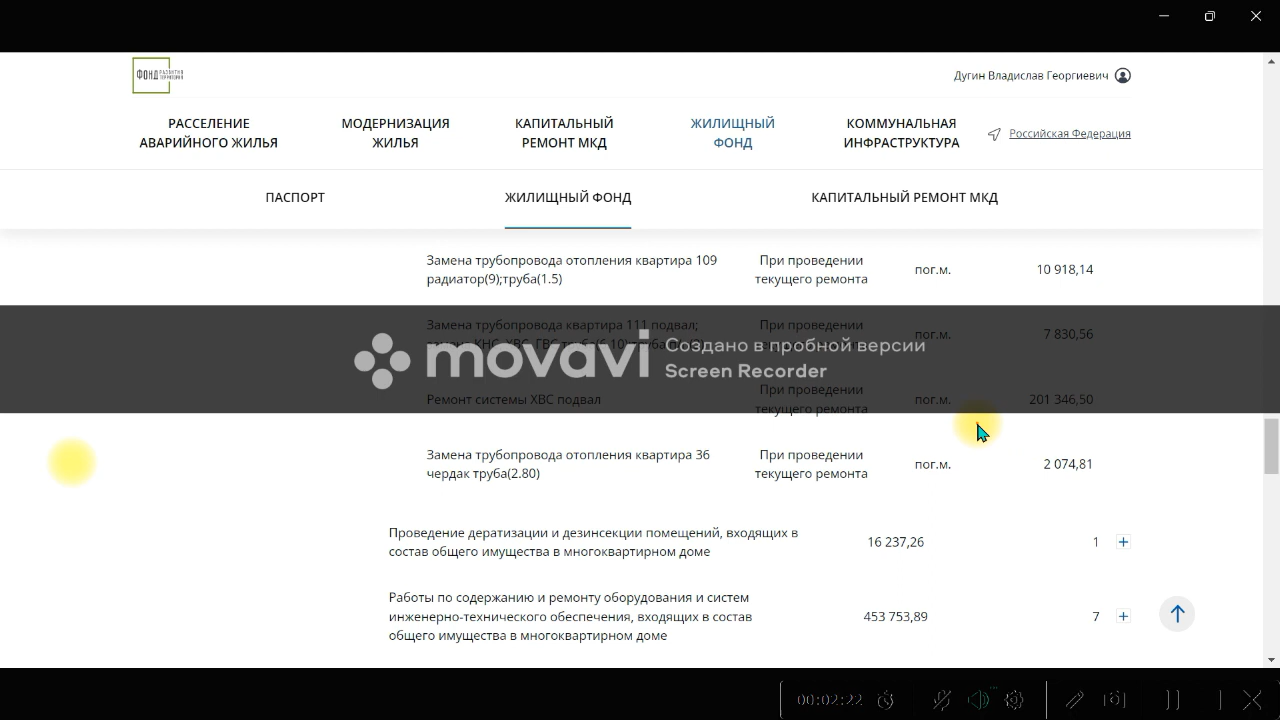 ФОНД РАЗВИТИЯ ТЕРРИТОРИЙ
Дугин Владислав Георгиевич
РАССЕЛЕНИЕ
АВАРИЙНОГО ЖИЛЬЯ
МОДЕРНИЗАЦИЯ
ЖИЛЬЯ
КАПИТАЛЬНЫЙ
РЕМОНТ МКД
ЖИЛИЩНЫЙ
ФОНД
КОММУНАЛЬНАЯ
ИНФРАСТРУКТУРА
Российская Федерация
ПАСПОРТ
ЖИЛИЩНЫЙ ФОНД
КАПИТАЛЬНЫЙ РЕМОНТ МКД
Замена трубопровода отопления квартира 109
радиатор(9);труба(1.5)
При проведении
текущего ремонта
пог.м.
10 918,14
Замена трубопровода квартира 111 подвал;
При проведении
пог.м.
7 830,56
movavi
Создано в пробной версии
Screen Recorder
Ремонт системы ХВС подвал
При проведении
текущего ремонта
пог.м.
201 346,50
Замена трубопровода отопления квартира 36
чердак труба(2.80)
При проведении
текущего ремонта
пог.м.
2 074,81
Проведение дератизации и дезинсекции помещений, входящих в
состав общего имущества в многоквартирном доме
16 237,26
1 +
Работы по содержанию и ремонту оборудования и систем
инженерно-технического обеспечения, входящих в состав
общего имущества в многоквартирном доме
453 753,89
7 +
00:02:22